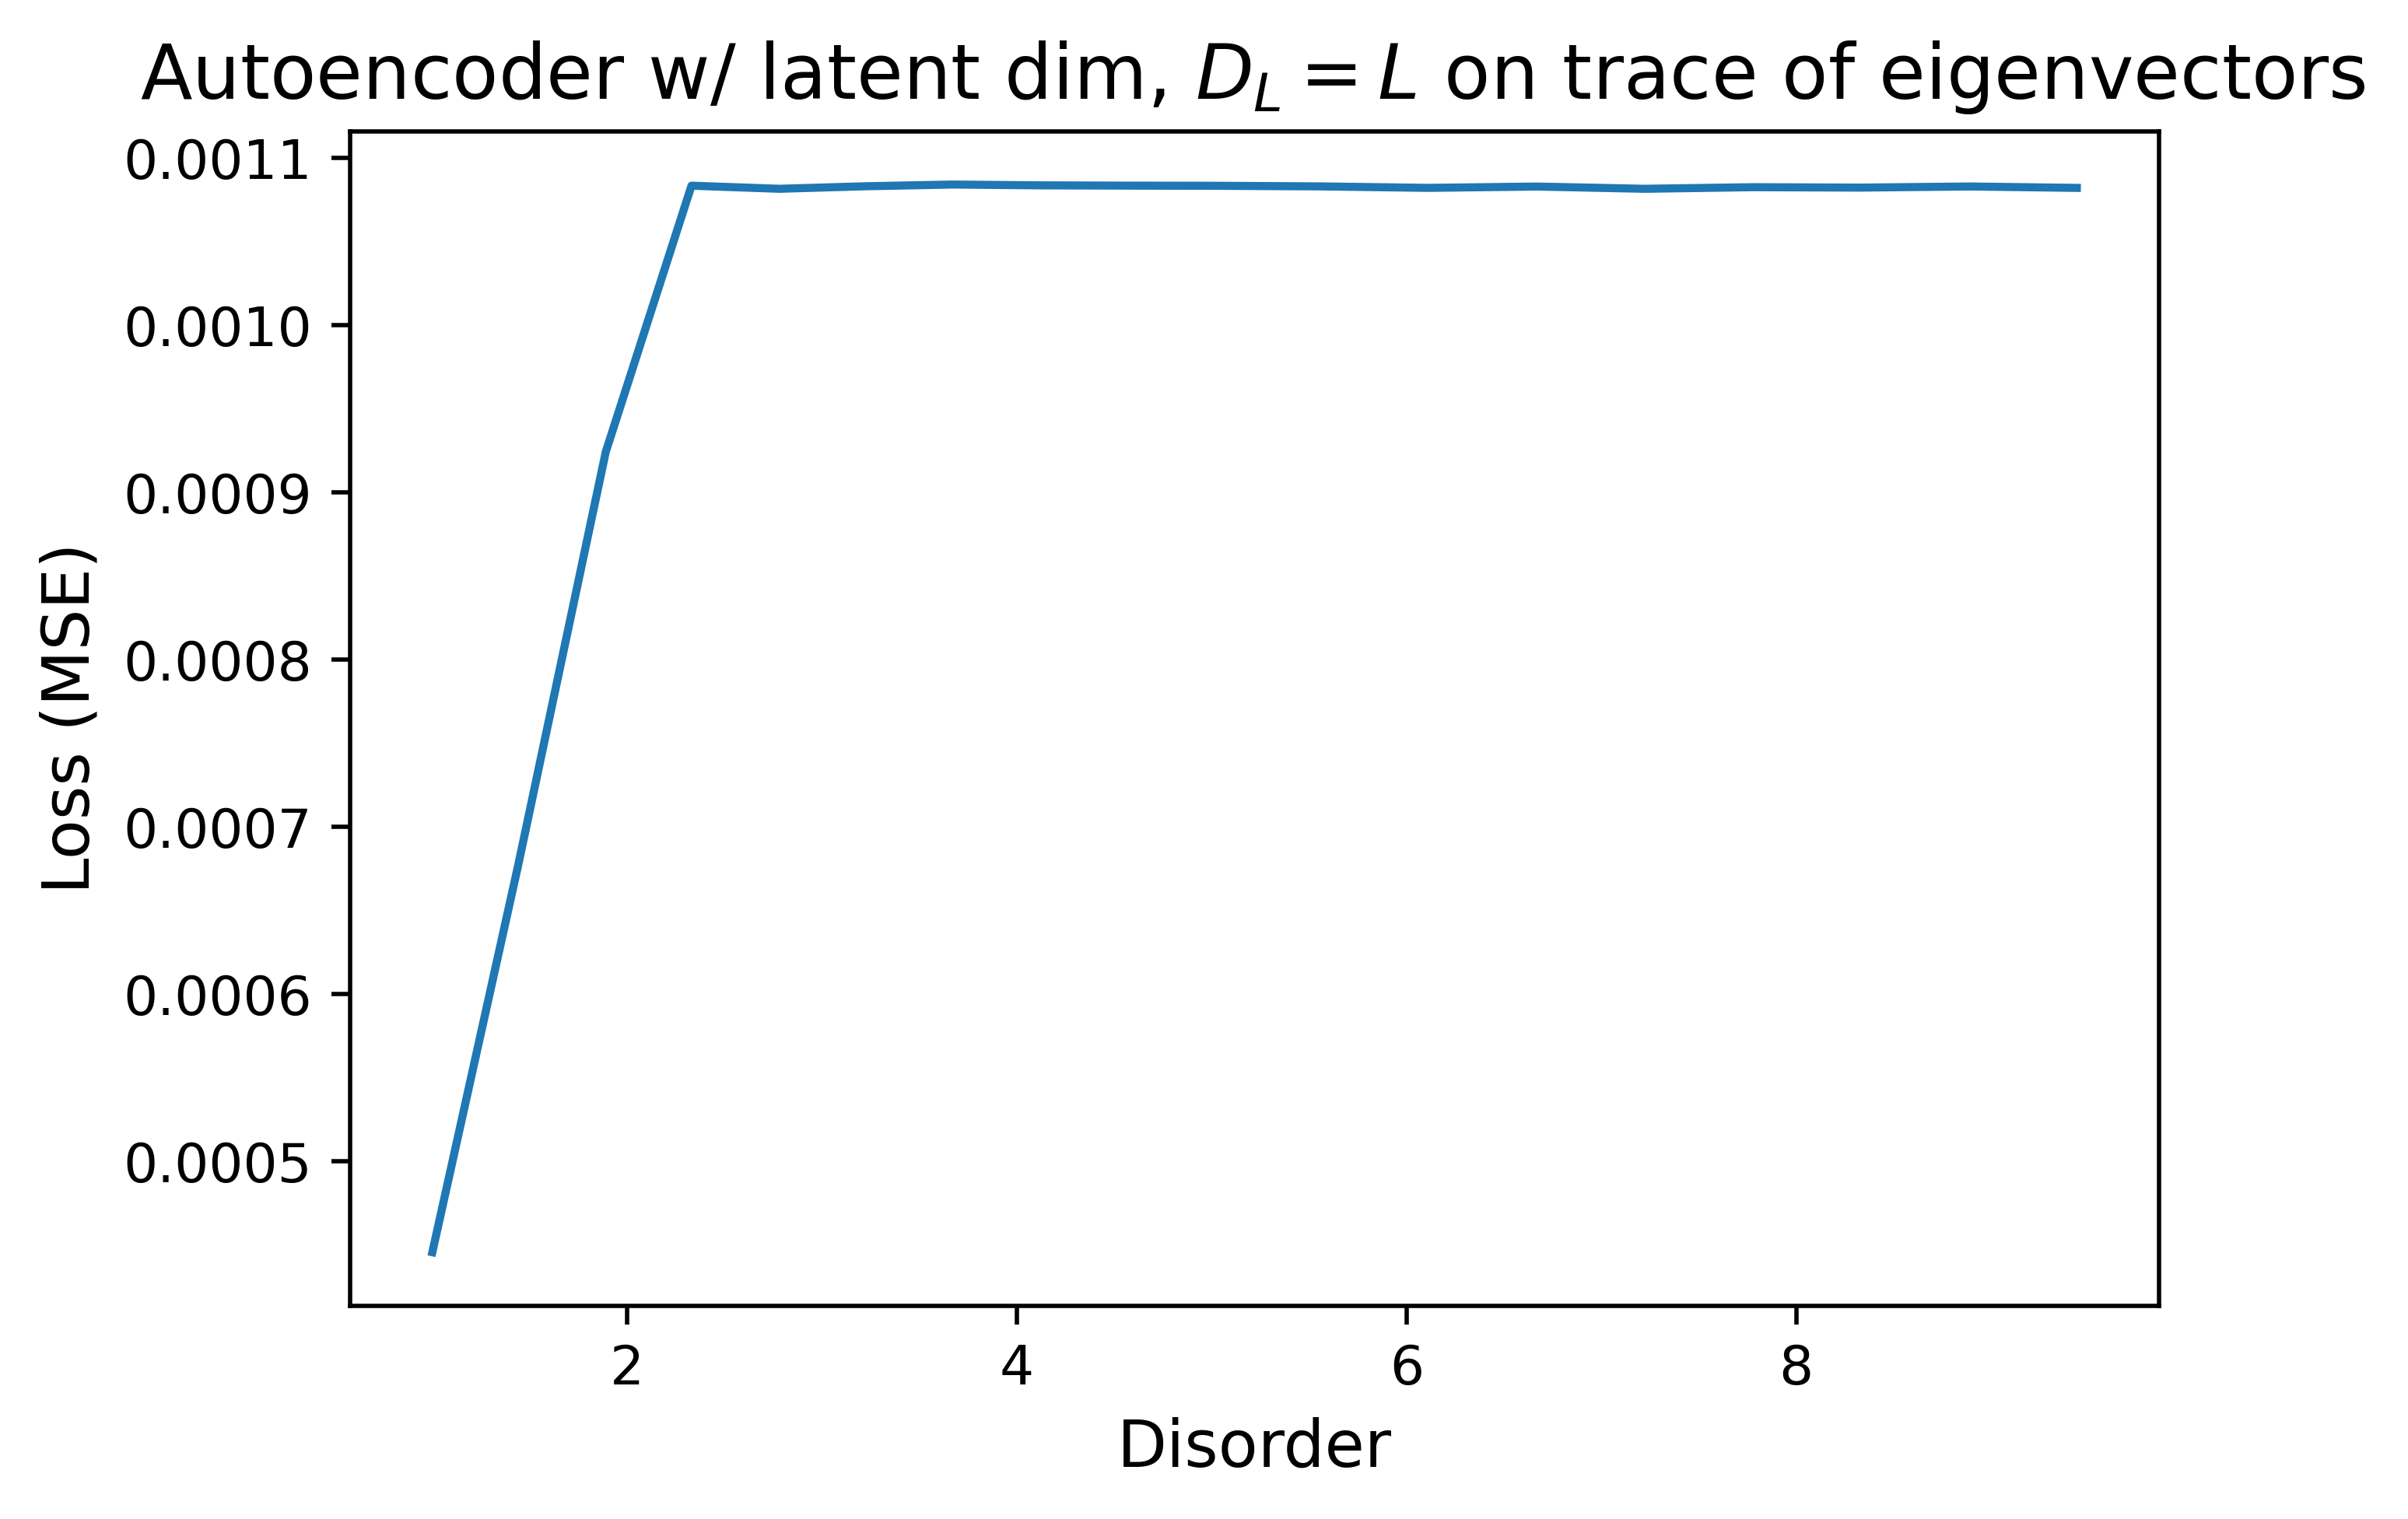 Autoencoder w/ latent dim, $D_L = L$ on trace of eigenvectors
0.0011
0.0010
0.0009
0.0008
0.0007
0.0006
0.0005
Loss (MSE)
2 4 6 8
Disorder